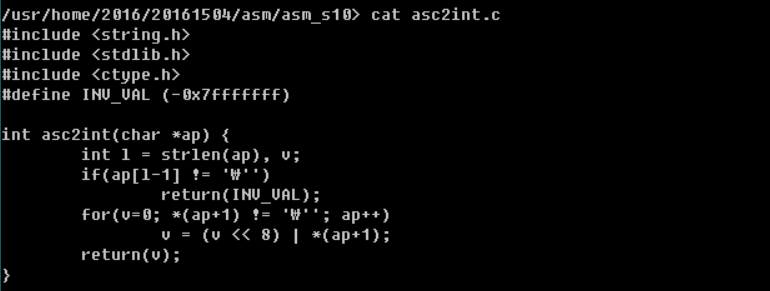 /usr/home/2016/20161504/asm/asm_s10> cat asc2int.c
#include <string.h>
#include <stdlib.h>
#include <ctype.h>
#define INV_VAL (-0x7fffffff)

int asc2int(char *ap) {
        int l = strlen(ap), v;
        if(ap[l-1] != '₩'')
                return(INV_VAL);
        for(v=0; *(ap+1) != '₩''; ap++)
                v = (v << 8) | *(ap+1);
        return(v);
}